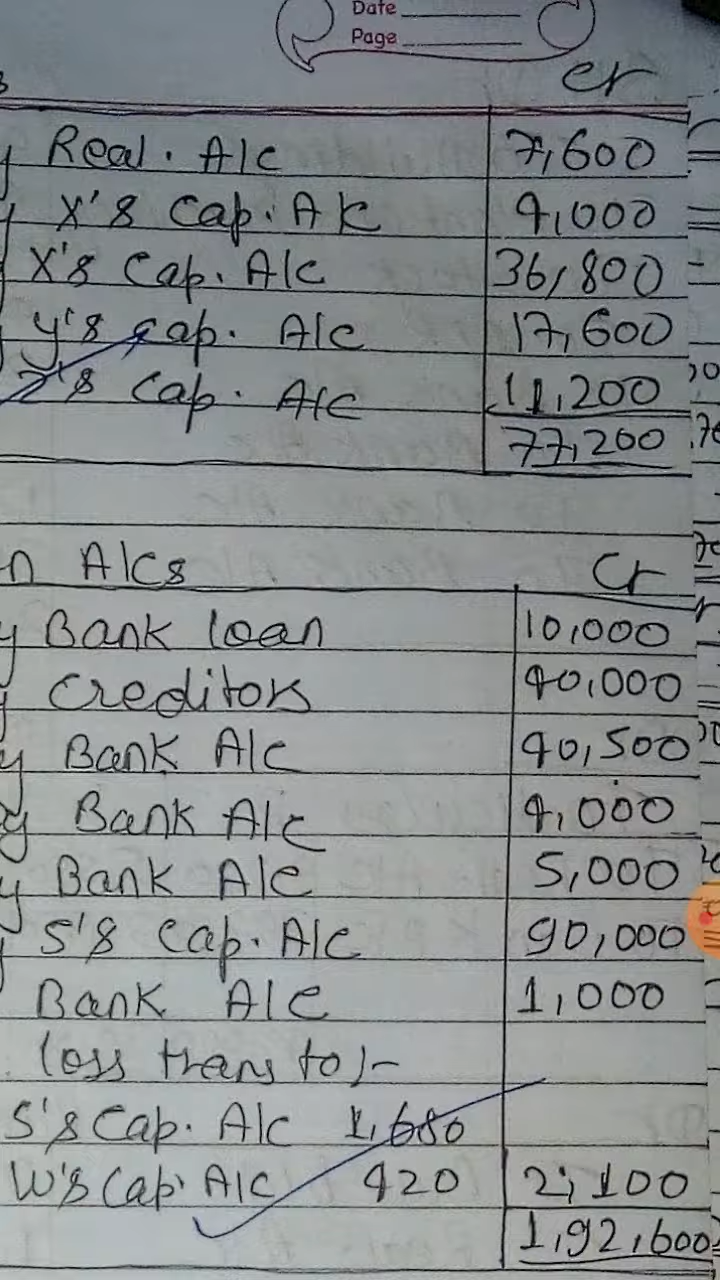 Date
Page
Cr
y Real. A/c 7,600
y X's Cap. A/c 4,000
y X's Cap. A/c 36,800
y Y's Cap. A/c 17,600
Z's Cap. A/c 11,200
77,200
n A/cs Cr
y Bank loan 10,000
y Creditors 40,000
y Bank A/c 40,500
y Bank A/c 4,000
y Bank A/c 5,000
y S's Cap. A/c 90,000
Bank A/c 1,000
loss trans to :-
S's Cap. A/c 1,680
W's Cap. A/c 420 2,100
1,92,600